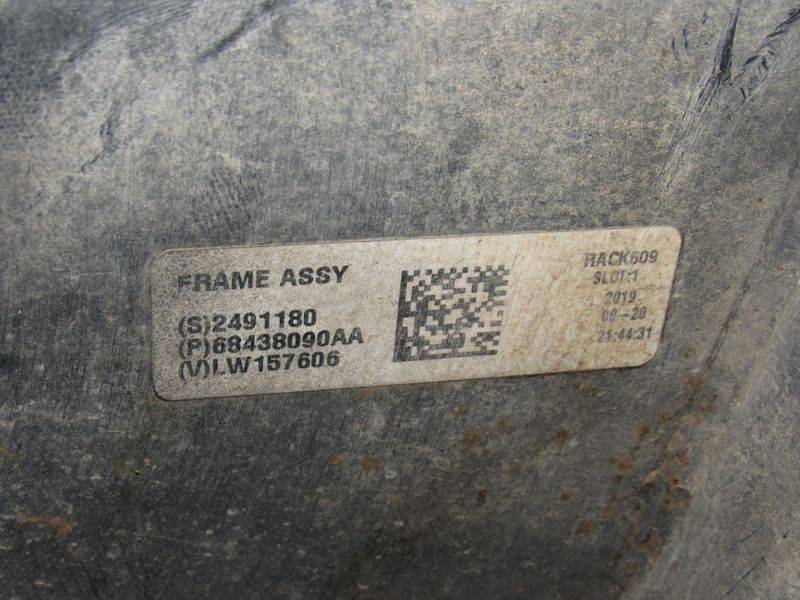 FRAME ASSY
(S)2491180
(P)68438090AA
(V)LW157606
RACK609
SLOT:1
2019
09-20
21:44:31